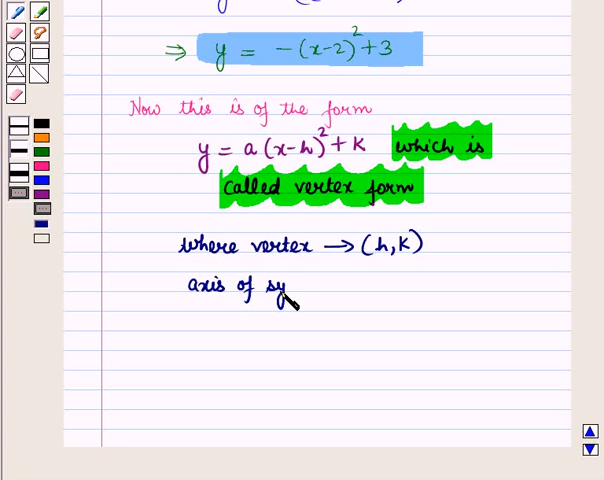 ⇒ y = -(x-2)² + 3
Now this is of the form
y = a (x-h)² + k which is
called vertex form
where vertex → (h, k)
axis of sy